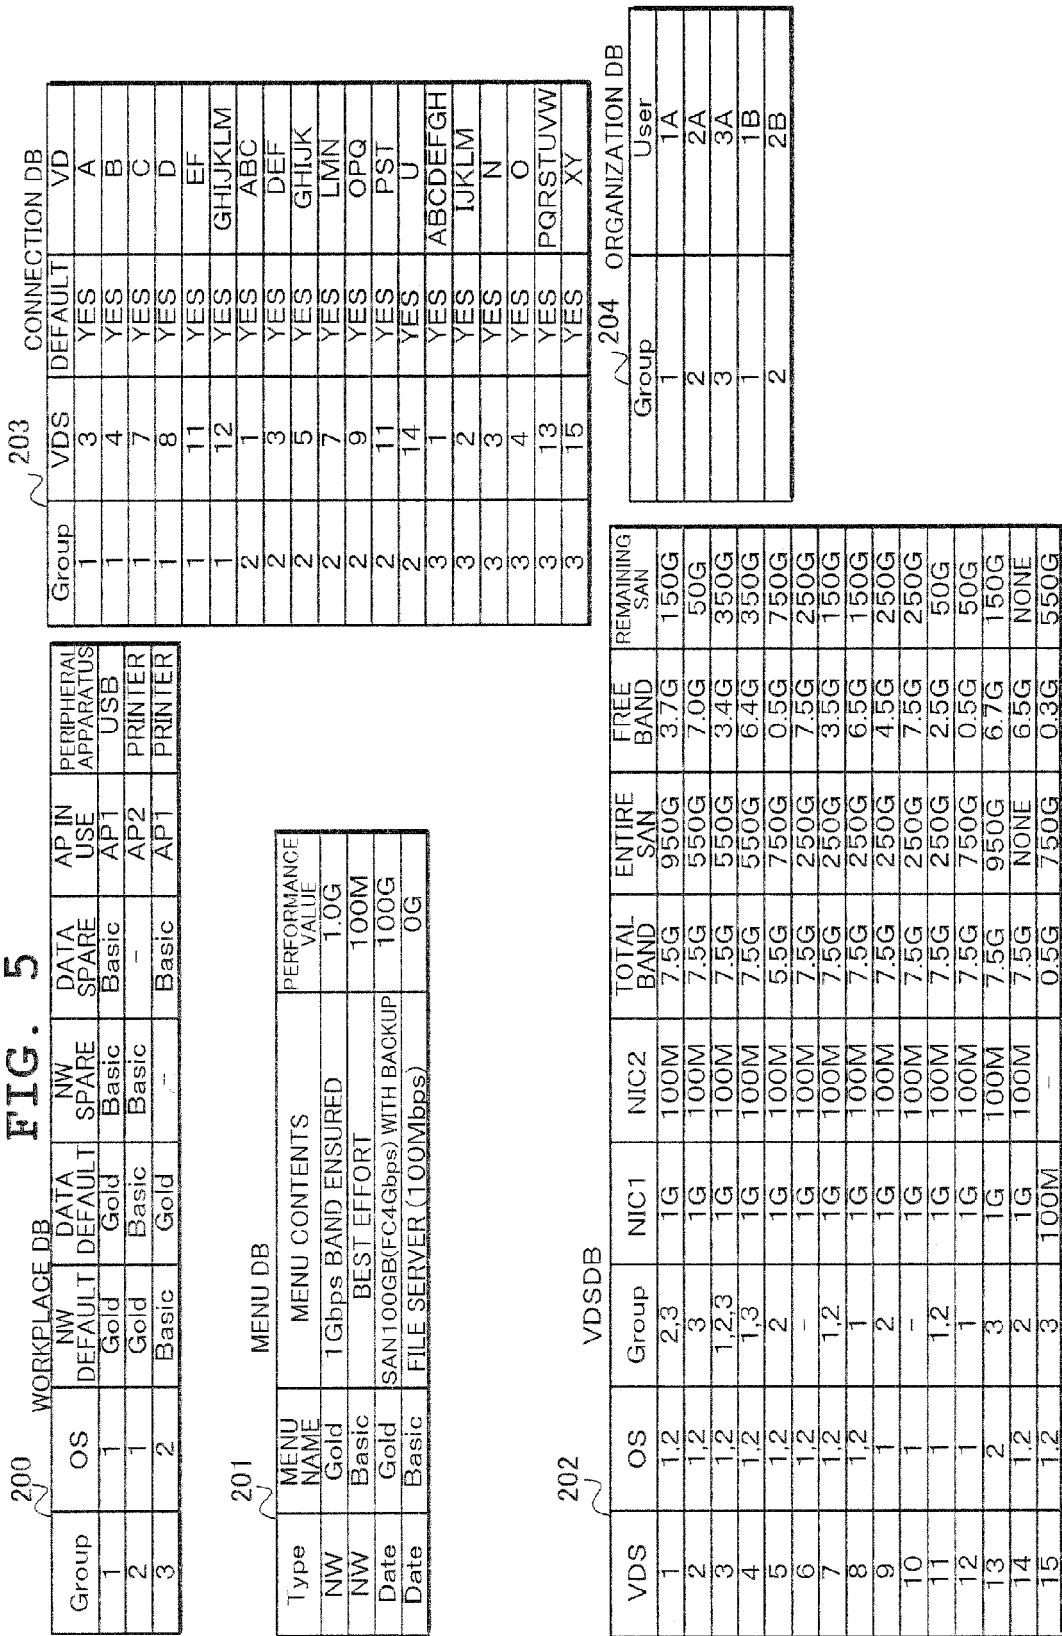 FIG. 5
200
WORKPLACE DB
Group | OS | NW DEFAULT | DATA DEFAULT | NW SPARE | DATA SPARE | AP IN USE | PERIPHERAL APPARATUS
1 | 1 | Gold | Gold | Basic | Basic | AP1 | USB
2 | 1 | Gold | Basic | Basic | - | AP2 | PRINTER
3 | 2 | Basic | Gold | - | Basic | AP1 | PRINTER
201
MENU DB
Type | MENU NAME | MENU CONTENTS | PERFORMANCE VALUE
NW | Gold | 1Gbps BAND ENSURED | 1.0G
NW | Basic | BEST EFFORT | 100M
Date | Gold | SAN100GB(FC4Gbps) WITH BACKUP | 100G
Date | Basic | FILE SERVER (100Mbps) | 0G
202
VDSDB
VDS | OS | Group | NIC1 | NIC2 | TOTAL BAND | ENTIRE SAN | FREE BAND | REMAINING SAN
1 | 1,2 | 2,3 | 1G | 100M | 7.5G | 950G | 3.7G | 150G
2 | 1,2 | 3 | 1G | 100M | 7.5G | 550G | 7.0G | 50G
3 | 1,2 | 1,2,3 | 1G | 100M | 7.5G | 550G | 3.4G | 350G
4 | 1,2 | 1,3 | 1G | 100M | 7.5G | 550G | 6.4G | 350G
5 | 1,2 | 2 | 1G | 100M | 5.5G | 750G | 0.5G | 750G
6 | 1,2 | - | 1G | 100M | 7.5G | 250G | 7.5G | 250G
7 | 1,2 | 1,2 | 1G | 100M | 7.5G | 250G | 3.5G | 150G
8 | 1,2 | 1 | 1G | 100M | 7.5G | 250G | 6.5G | 150G
9 | 1 | 2 | 1G | 100M | 7.5G | 250G | 4.5G | 250G
10 | 1 | - | 1G | 100M | 7.5G | 250G | 7.5G | 250G
11 | 1 | 1,2 | 1G | 100M | 7.5G | 250G | 2.5G | 50G
12 | 1 | 1 | 1G | 100M | 7.5G | 750G | 0.5G | 50G
13 | 2 | 3 | 1G | 100M | 7.5G | 950G | 6.7G | 150G
14 | 1,2 | 2 | 1G | 100M | 7.5G | NONE | 6.5G | NONE
15 | 1,2 | 3 | 100M | - | 0.5G | 750G | 0.3G | 550G
203
CONNECTION DB
Group | VDS | DEFAULT | VD
1 | 3 | YES | A
1 | 4 | YES | B
1 | 7 | YES | C
1 | 8 | YES | D
1 | 11 | YES | EF
1 | 12 | YES | GHIJKLM
2 | 1 | YES | ABC
2 | 3 | YES | DEF
2 | 5 | YES | GHIJK
2 | 7 | YES | LMN
2 | 9 | YES | OPQ
2 | 11 | YES | PST
2 | 14 | YES | U
3 | 1 | YES | ABCDEFGH
3 | 2 | YES | IJKLM
3 | 3 | YES | N
3 | 4 | YES | O
3 | 13 | YES | PQRSTUVW
3 | 15 | YES | XY
204
ORGANIZATION DB
Group | User
1 | 1A
2 | 2A
3 | 3A
1 | 1B
2 | 2B